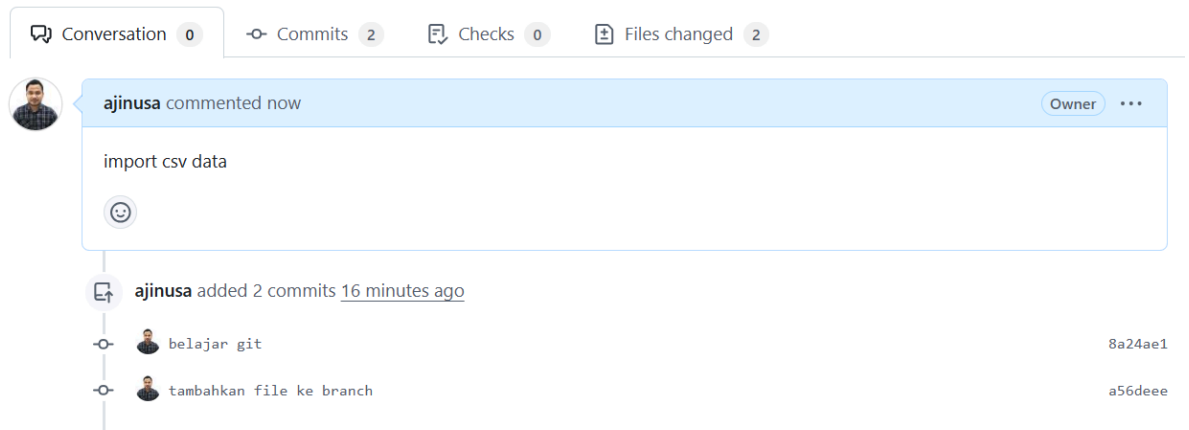 Conversation 0 Commits 2 Checks 0 Files changed 2
ajinusa commented now Owner
import csv data
ajinusa added 2 commits 16 minutes ago
belajar git 8a24ae1
tambahkan file ke branch a56deee